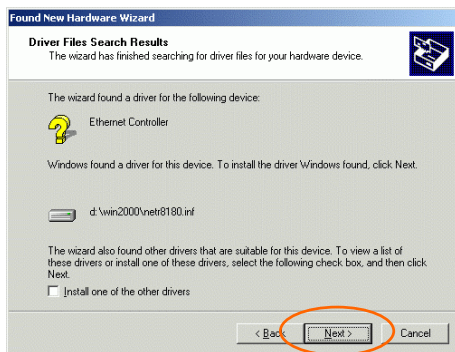 Found New Hardware Wizard
Driver Files Search Results
The wizard has finished searching for driver files for your hardware device.
The wizard found a driver for the following device:
Ethernet Controller
Windows found a driver for this device. To install the driver Windows found, click Next.
d:\win2000\netr8180.inf
The wizard also found other drivers that are suitable for this device. To view a list of
these drivers or install one of these drivers, select the following check box, and then click
Next.
Install one of the other drivers
< Back Next > Cancel